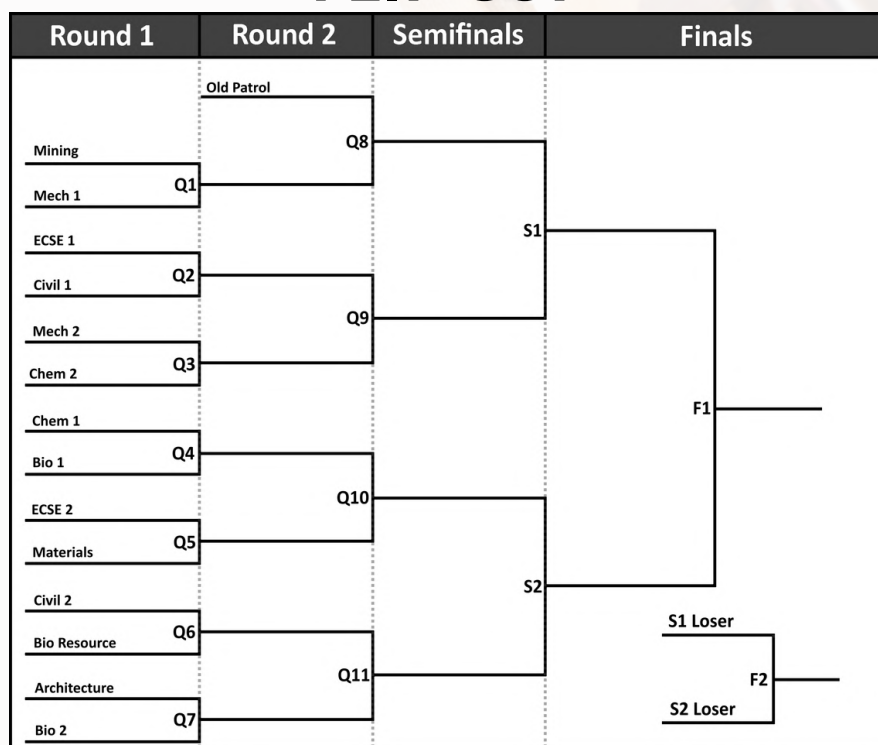 Round 1
Round 2
Semifinals
Finals
Old Patrol
Q8
Mining
Q1
Mech 1
S1
ECSE 1
Q2
Civil 1
Q9
Mech 2
Q3
Chem 2
F1
Chem 1
Q4
Bio 1
Q10
ECSE 2
Q5
Materials
S2
Civil 2
S1 Loser
Q6
Bio Resource
Q11
F2
Architecture
S2 Loser
Q7
Bio 2